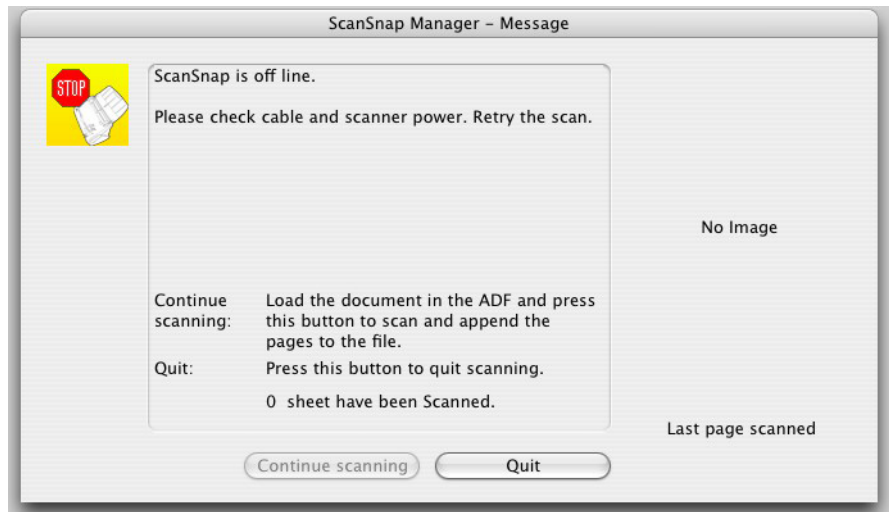 ScanSnap Manager – Message
STOP
ScanSnap is off line.
Please check cable and scanner power. Retry the scan.
No Image
Continue scanning:
Load the document in the ADF and press
this button to scan and append the
pages to the file.
Quit:
Press this button to quit scanning.
0 sheet have been Scanned.
Last page scanned
Continue scanning
Quit